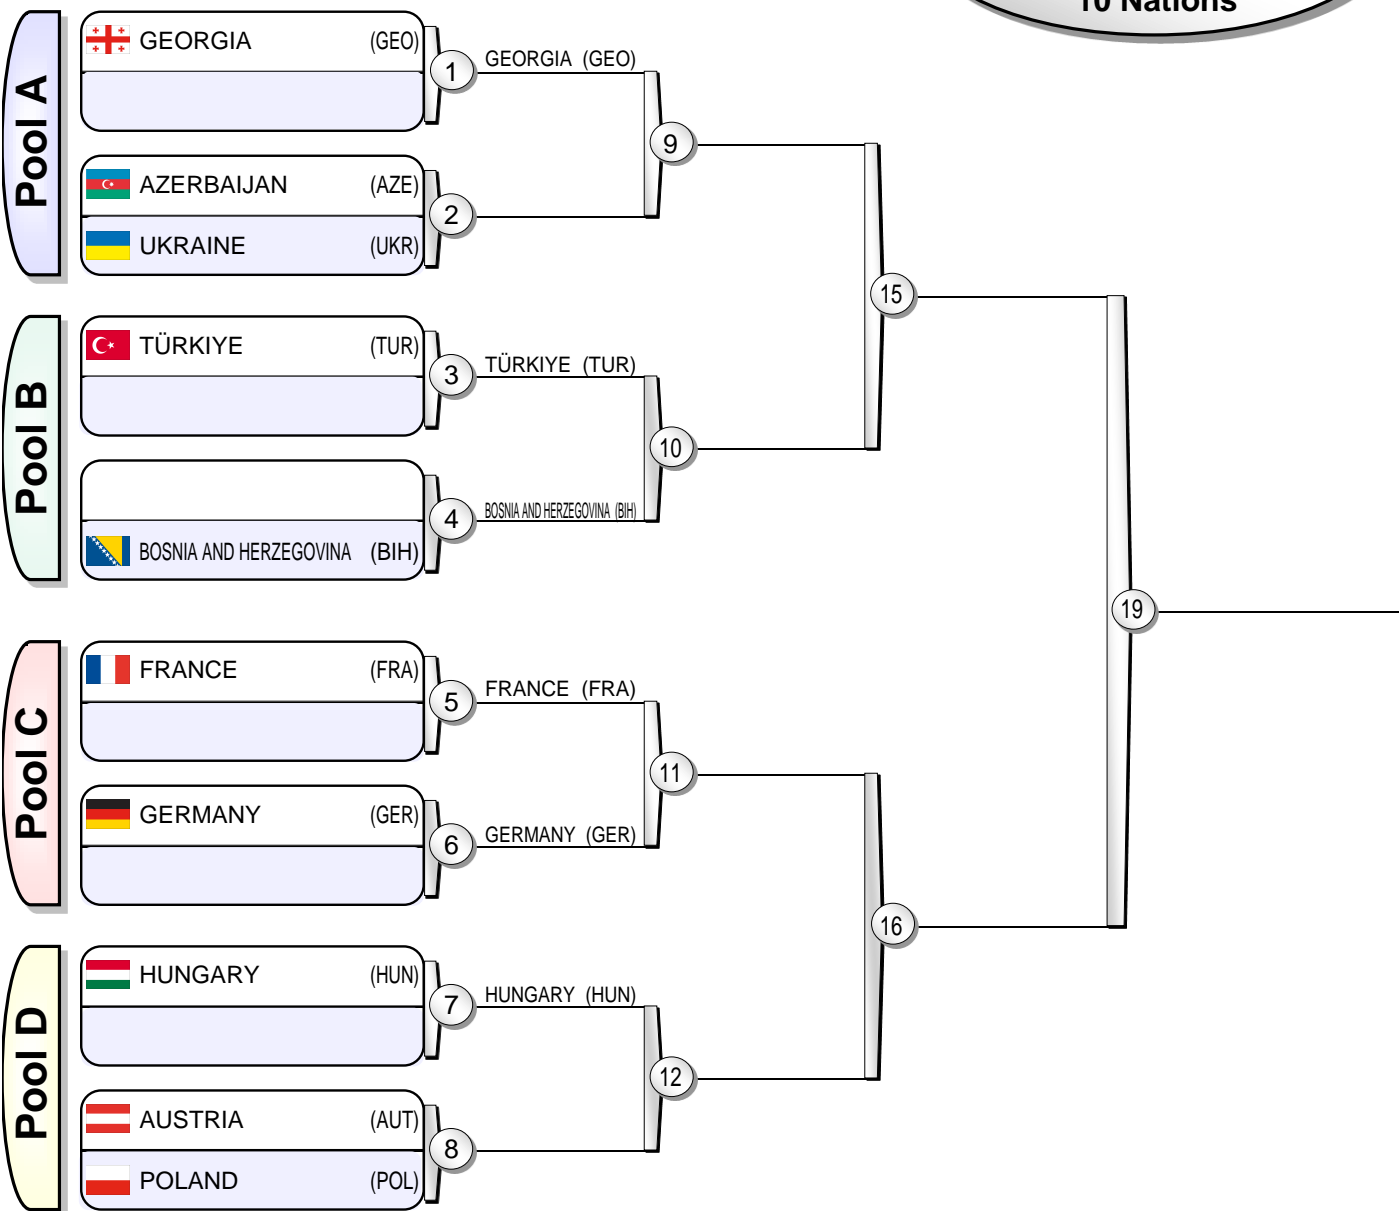 10 Nations
Pool A
GEORGIA (GEO)
1
GEORGIA (GEO)
9
AZERBAIJAN (AZE)
2
UKRAINE (UKR)
15
Pool B
TÜRKIYE (TUR)
3
TÜRKIYE (TUR)
10
4
BOSNIA AND HERZEGOVINA (BIH)
BOSNIA AND HERZEGOVINA (BIH)
19
Pool C
FRANCE (FRA)
5
FRANCE (FRA)
11
GERMANY (GER)
6
GERMANY (GER)
16
Pool D
HUNGARY (HUN)
7
HUNGARY (HUN)
12
AUSTRIA (AUT)
8
POLAND (POL)